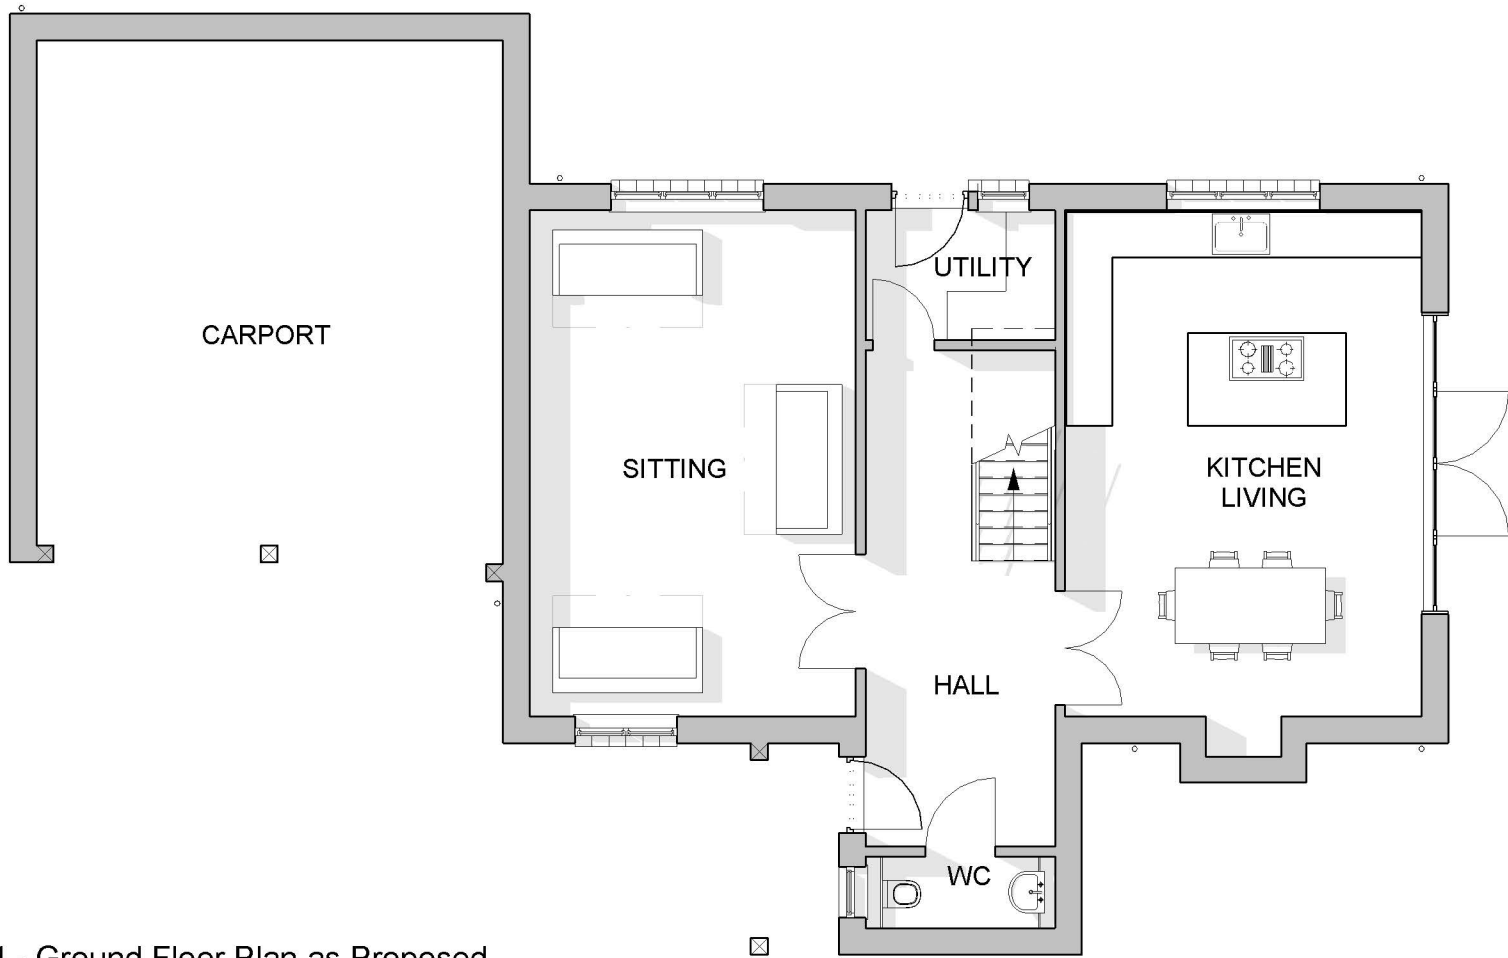 CARPORT
UTILITY
SITTING
KITCHEN
LIVING
HALL
WC
- Ground Floor Plan as Proposed